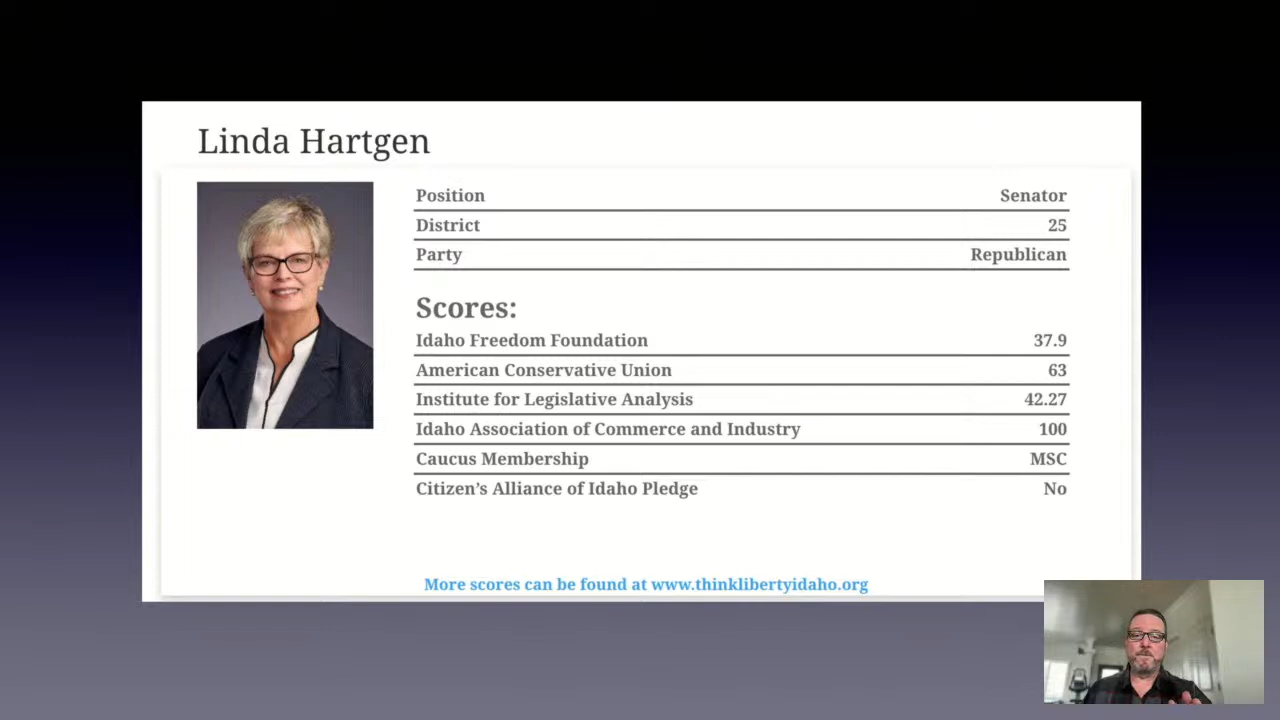 Linda Hartgen
Position Senator
District 25
Party Republican
Scores:
Idaho Freedom Foundation 37.9
American Conservative Union 63
Institute for Legislative Analysis 42.27
Idaho Association of Commerce and Industry 100
Caucus Membership MSC
Citizen’s Alliance of Idaho Pledge No
More scores can be found at www.thinklibertyidaho.org